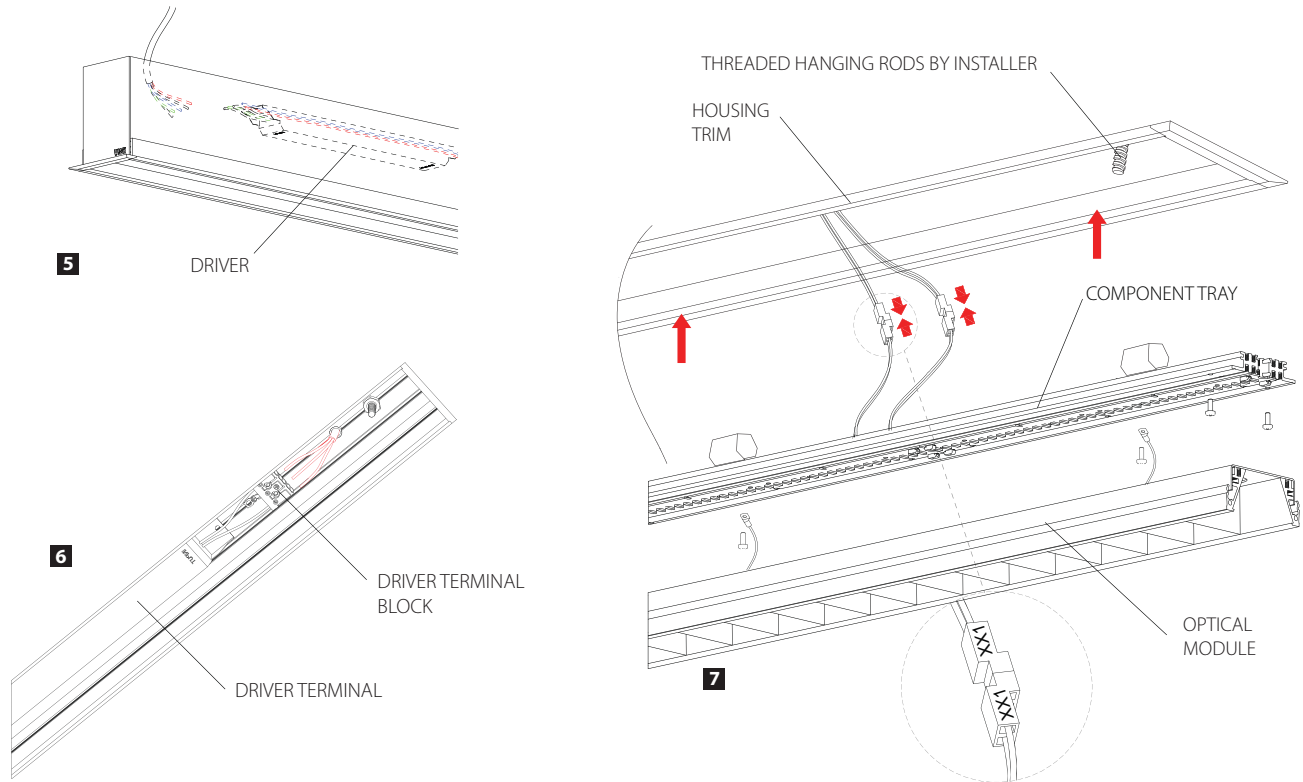 5
DRIVER
6
DRIVER TERMINAL
BLOCK
DRIVER TERMINAL
THREADED HANGING RODS BY INSTALLER
HOUSING
TRIM
COMPONENT TRAY
OPTICAL
MODULE
7
XX1
XX1